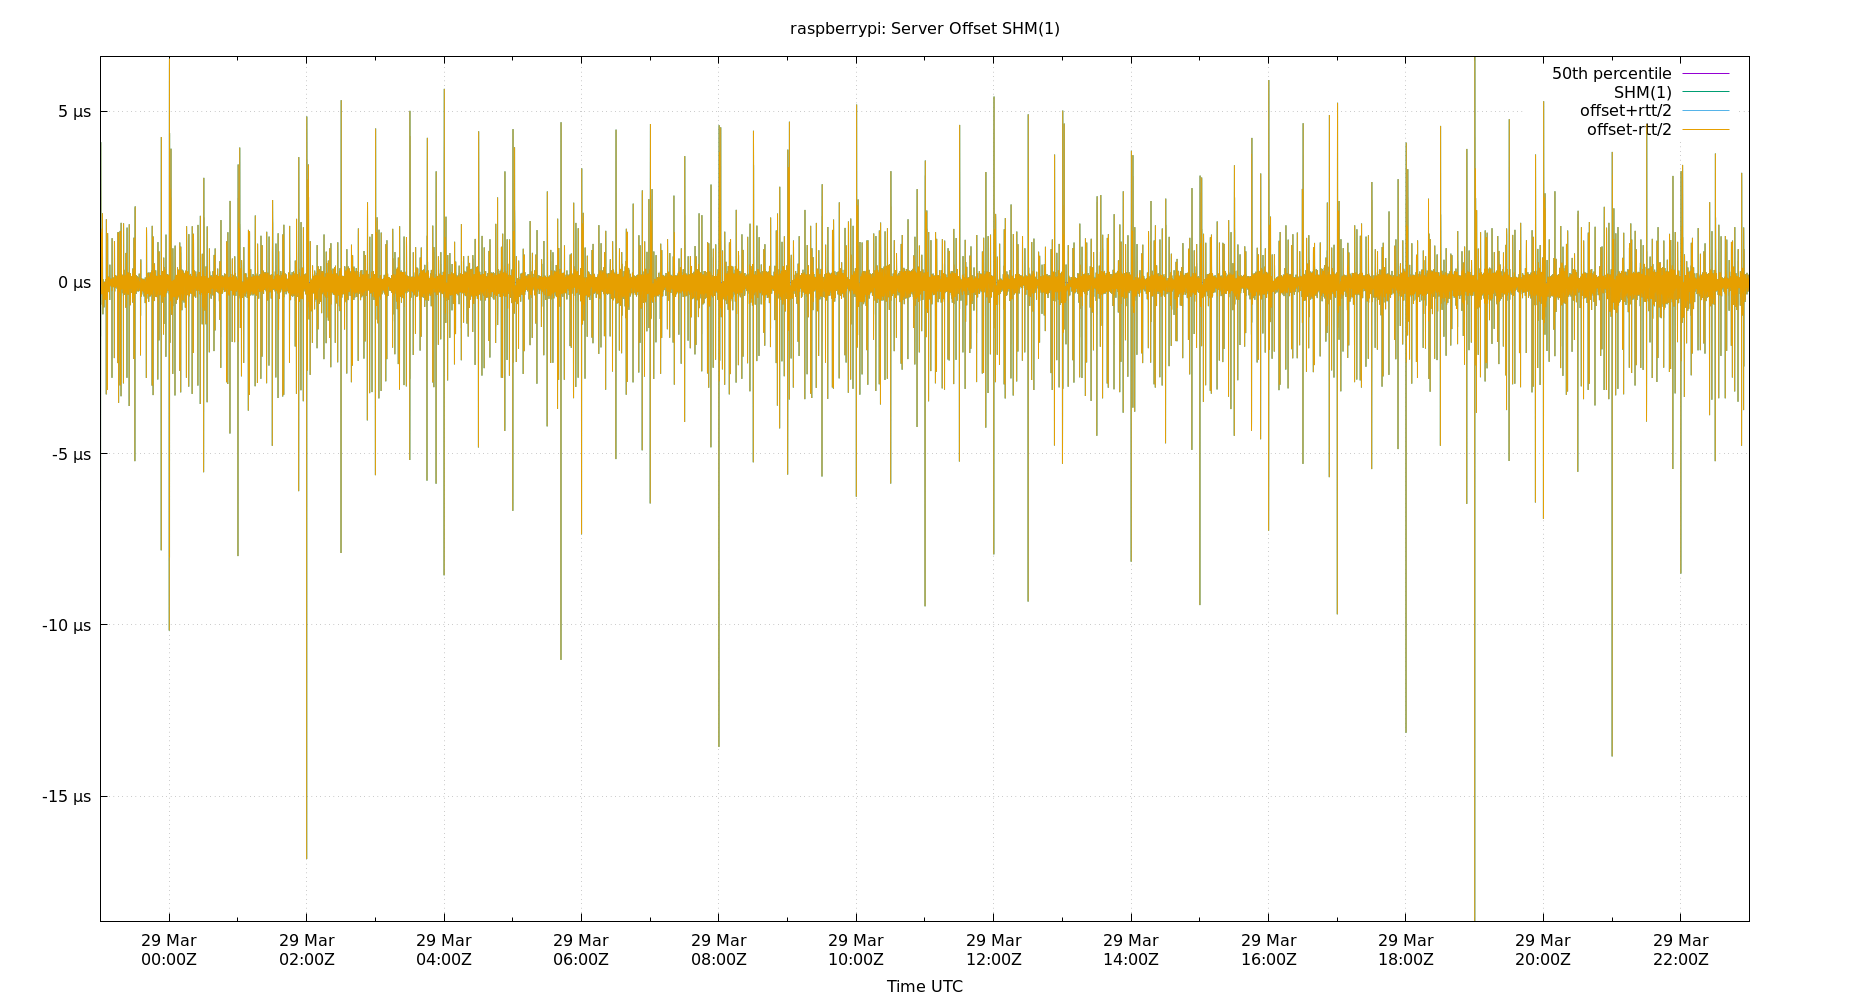 raspberrypi: Server Offset SHM(1)
50th percentile
SHM(1)
offset+rtt/2
offset-rtt/2
5 µs
0 µs
-5 µs
-10 µs
-15 µs
29 Mar 29 Mar 29 Mar 29 Mar 29 Mar 29 Mar 29 Mar 29 Mar 29 Mar 29 Mar 29 Mar 29 Mar
00:00Z 02:00Z 04:00Z 06:00Z 08:00Z 10:00Z 12:00Z 14:00Z 16:00Z 18:00Z 20:00Z 22:00Z
Time UTC